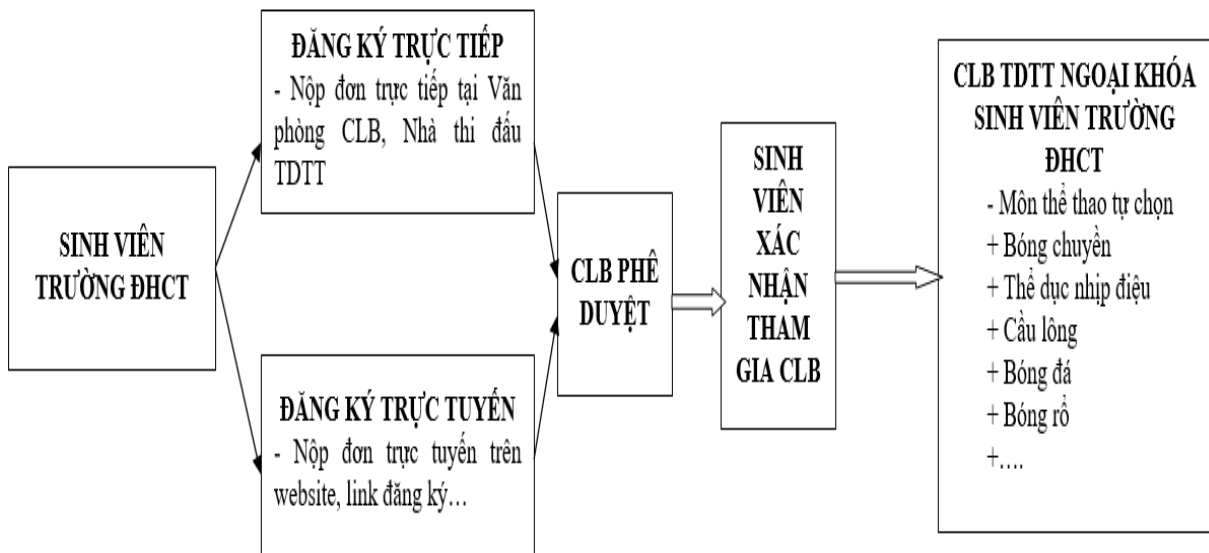 SINH VIÊN
TRƯỜNG ĐHCT
ĐĂNG KÝ TRỰC TIẾP
- Nộp đơn trực tiếp tại Văn
phòng CLB, Nhà thi đấu
TDTT
ĐĂNG KÝ TRỰC TUYẾN
- Nộp đơn trực tuyến trên
website, link đăng ký…
CLB PHÊ
DUYỆT
SINH
VIÊN
XÁC
NHẬN
THAM
GIA CLB
CLB TDTT NGOẠI KHÓA
SINH VIÊN TRƯỜNG
ĐHCT
- Môn thể thao tự chọn
+ Bóng chuyền
+ Thể dục nhịp điệu
+ Cầu lông
+ Bóng đá
+ Bóng rổ
+….